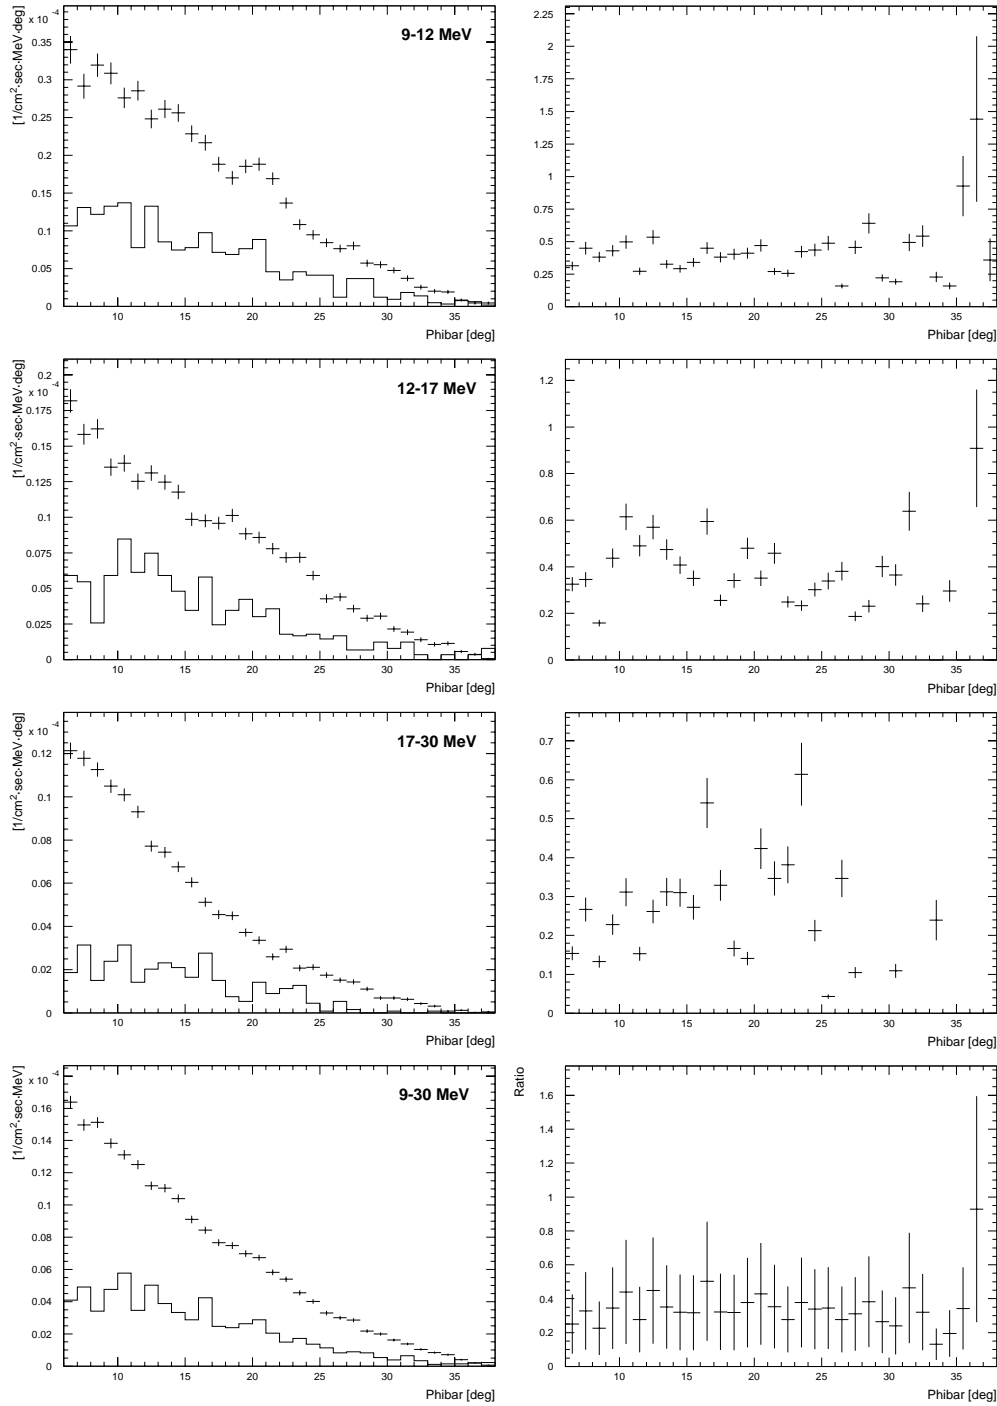 x 10 -4
[1/cm2·sec·MeV·deg]
9-12 MeV
0.35
0.3
0.25
0.2
0.15
0.1
0.05
0
10 15 20 25 30 35
Phibar [deg]
2.25
2
1.75
1.5
1.25
1
0.75
0.5
0.25
0
10 15 20 25 30 35
Phibar [deg]
0.2
x 10 -4
[1/cm2·sec·MeV·deg]
12-17 MeV
0.175
0.15
0.125
0.1
0.075
0.05
0.025
0
10 15 20 25 30 35
Phibar [deg]
1.2
1
0.8
0.6
0.4
0.2
0
10 15 20 25 30 35
Phibar [deg]
x 10 -4
[1/cm2·sec·MeV·deg]
17-30 MeV
0.12
0.1
0.08
0.06
0.04
0.02
0
10 15 20 25 30 35
Phibar [deg]
0.7
0.6
0.5
0.4
0.3
0.2
0.1
0
10 15 20 25 30 35
Phibar [deg]
x 10 -4
[1/cm2·sec·MeV]
9-30 MeV
0.16
0.14
0.12
0.1
0.08
0.06
0.04
0.02
0
10 15 20 25 30 35
Phibar [deg]
Ratio
1.6
1.4
1.2
1
0.8
0.6
0.4
0.2
0
10 15 20 25 30 35
Phibar [deg]